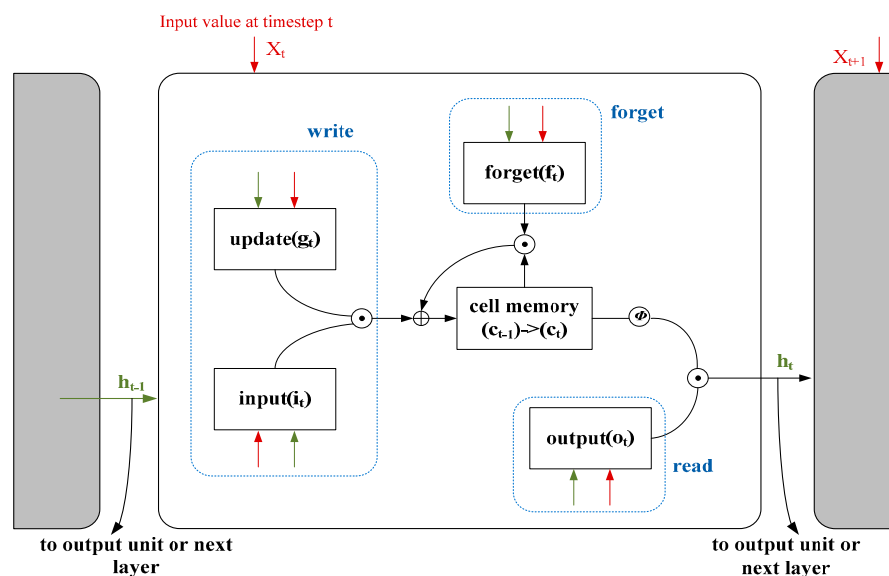 Input value at timestep t
Xt
Xt+1
write
forget
forget(ft)
update(gt)
cell memory
(ct-1)->(ct)
Φ
ht-1
input(it)
ht
output(ot)
read
to output unit or next
layer
to output unit or
next layer